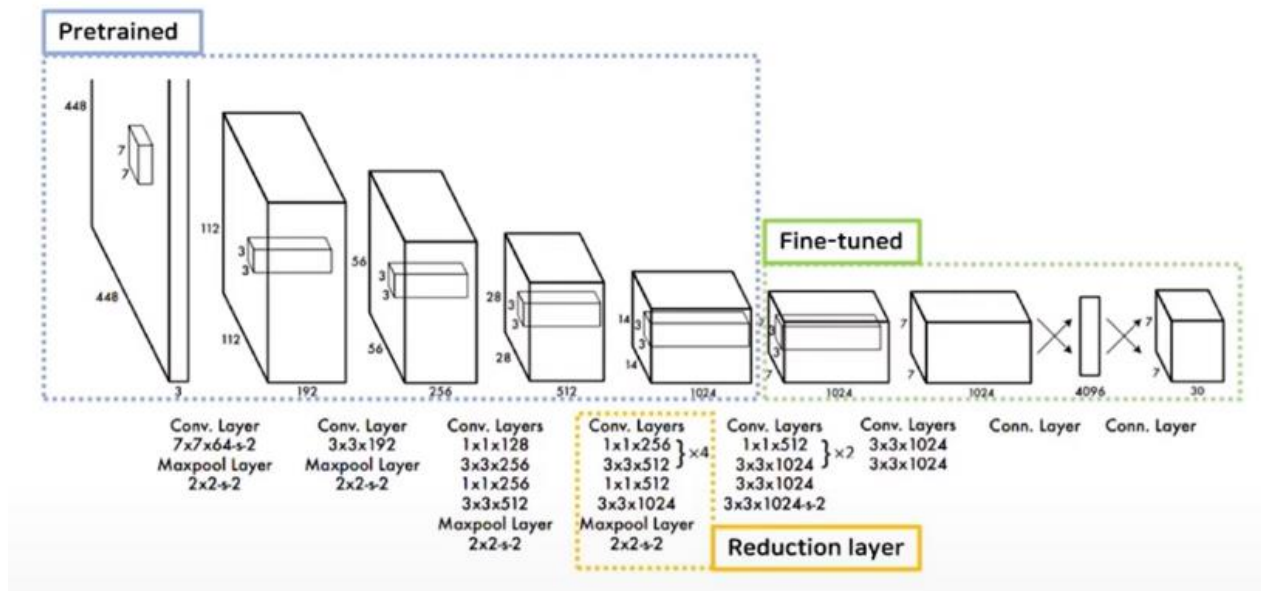 Pretrained
448
7
7
448
3
112
3
3
112
192
56
3
3
56
256
28
3
3
28
512
14
3
3
14
1024
Fine-tuned
7
3
3
7
1024
7
7
1024
4096
7
7
30
Conv. Layer
7x7x64-s-2
Maxpool Layer
2x2-s-2
Conv. Layer
3x3x192
Maxpool Layer
2x2-s-2
Conv. Layers
1x1x128
3x3x256
1x1x256
3x3x512
Maxpool Layer
2x2-s-2
Conv. Layers
1x1x256
3x3x512 } ×4
1x1x512
3x3x1024
Maxpool Layer
2x2-s-2
Conv. Layers
1x1x512
3x3x1024 } ×2
3x3x1024
3x3x1024-s-2
Conv. Layers
3x3x1024
3x3x1024
Conn. Layer
Conn. Layer
Reduction layer